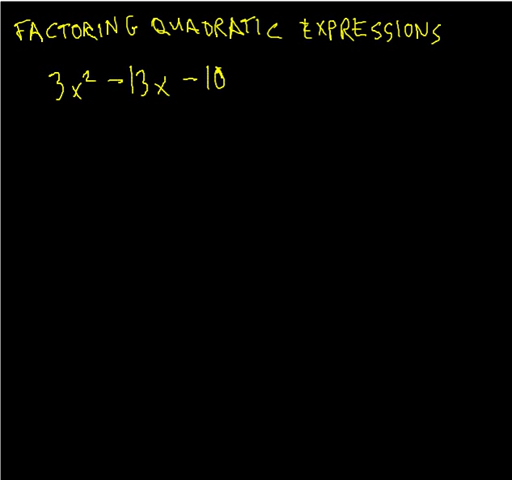 FACTORING QUADRATIC EXPRESSIONS
3x² - 13x - 10